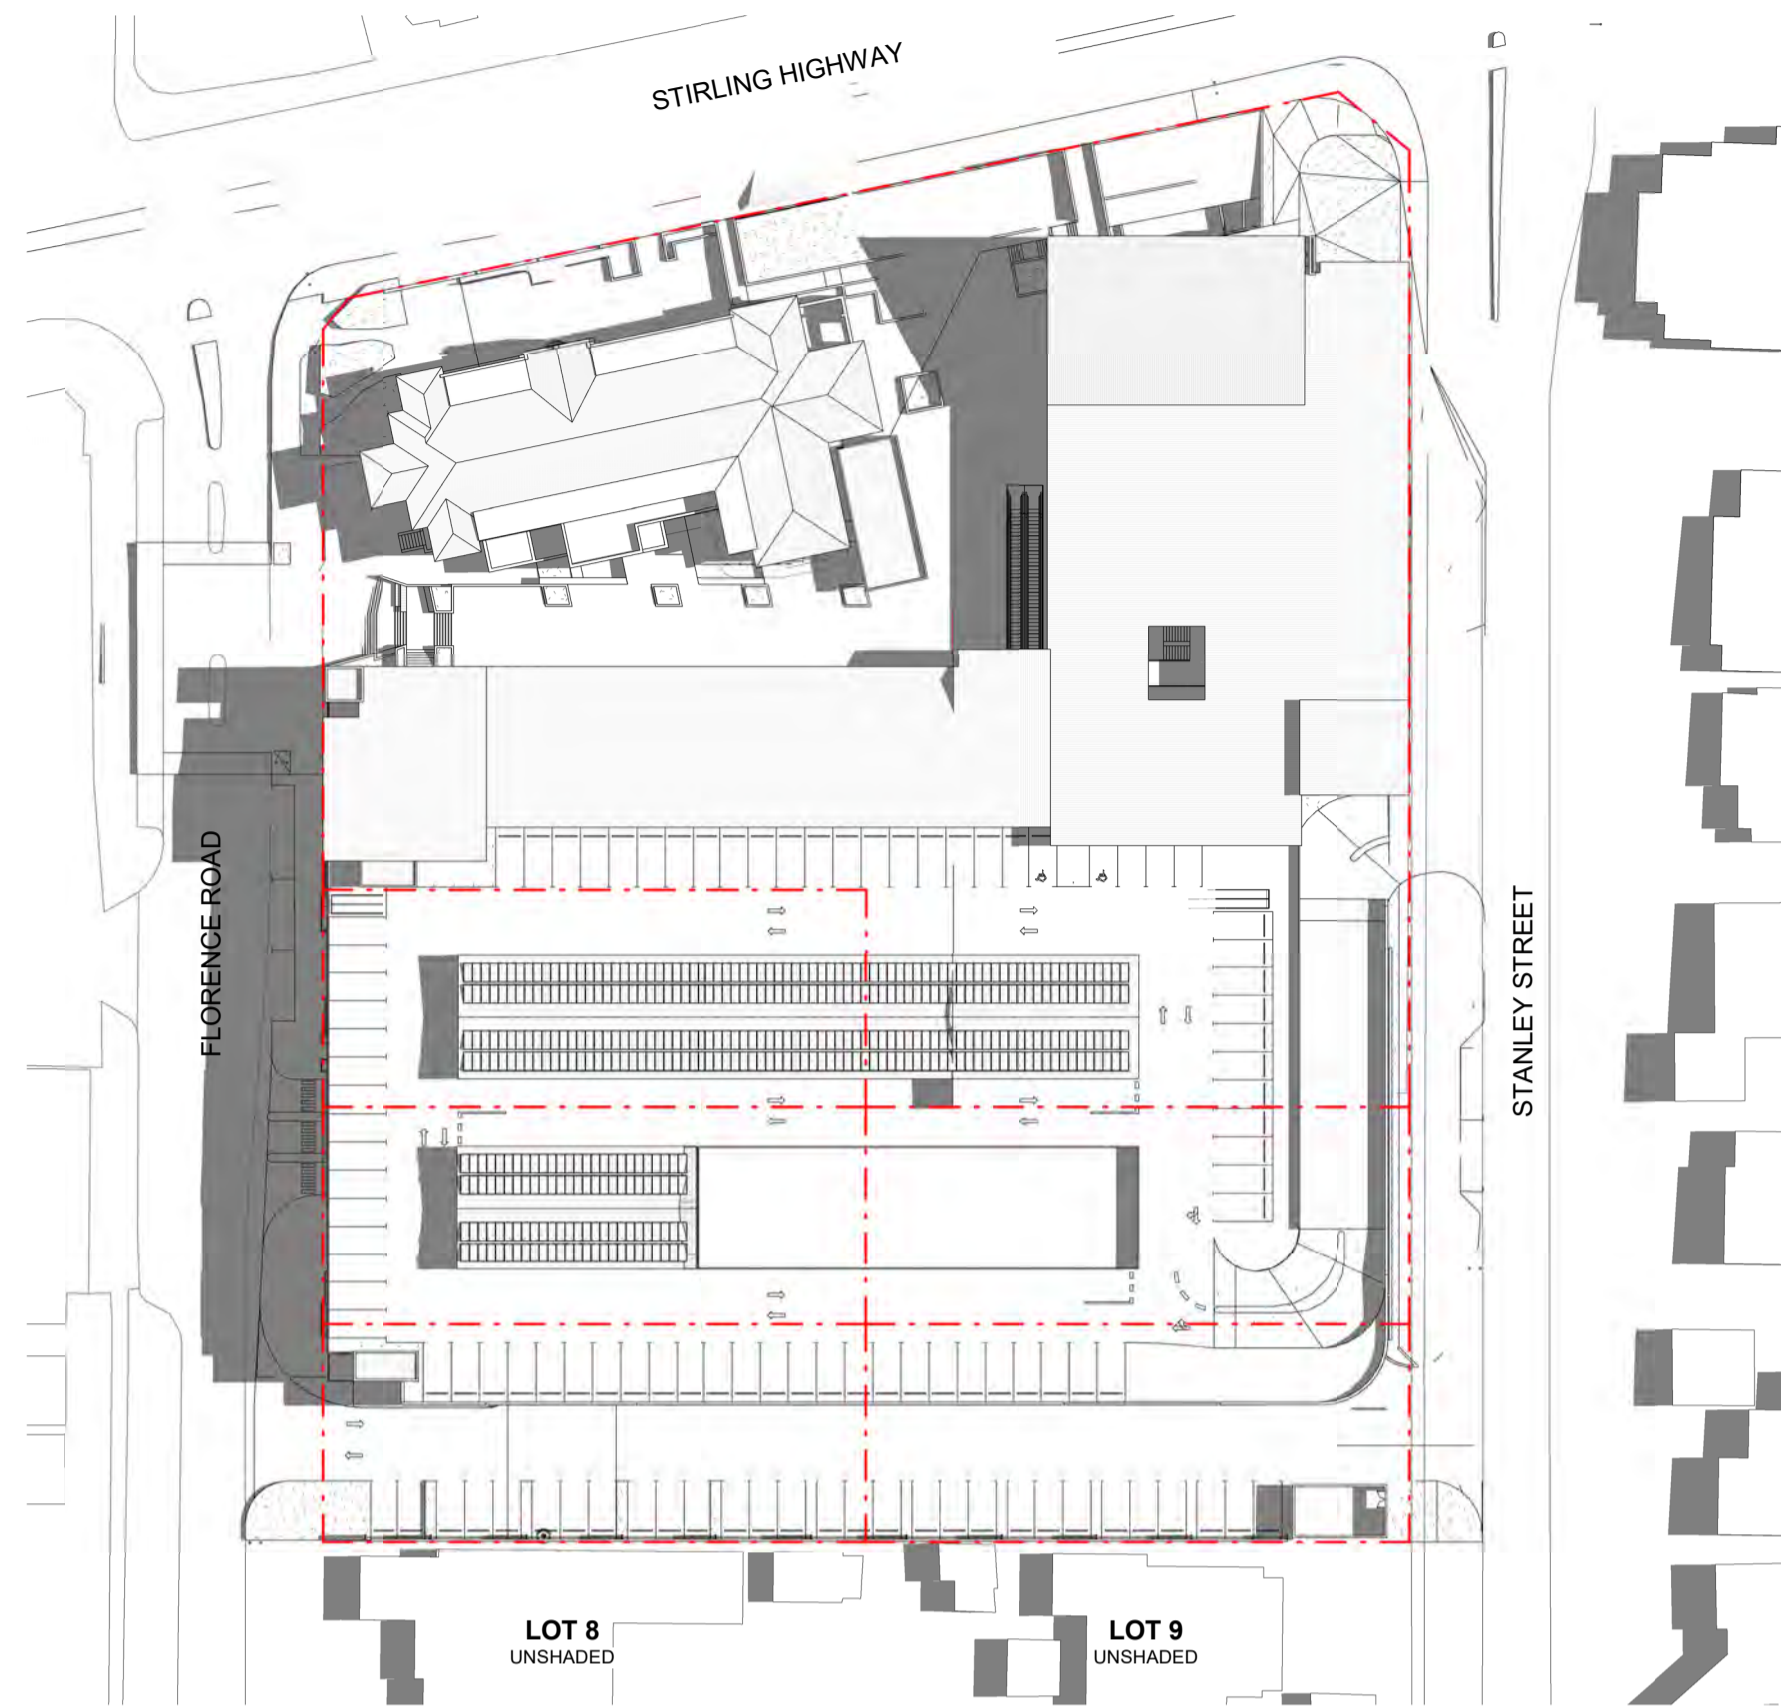 STIRLING HIGHWAY
FLORENCE ROAD
STANLEY STREET
LOT 8
UNSHADED
LOT 9
UNSHADED